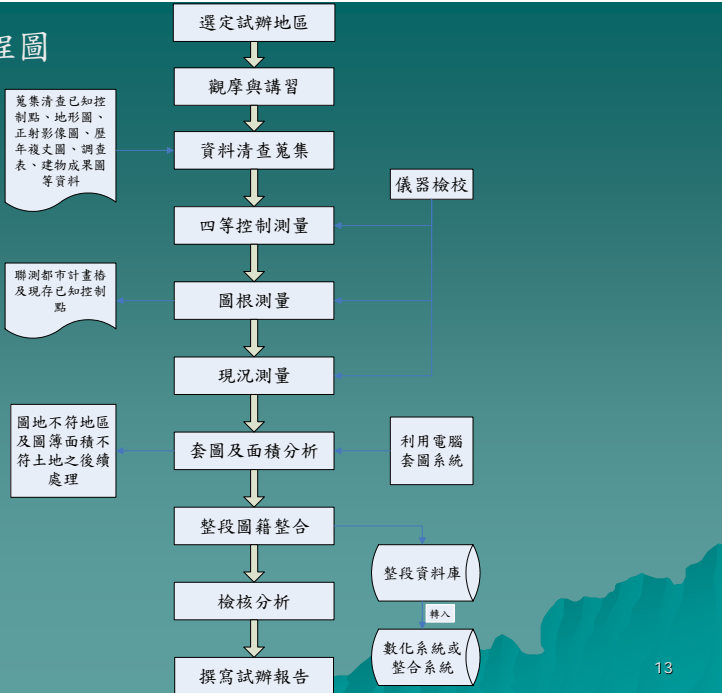 程圖
選定試辦地區
觀摩與講習
蒐集清查已知控
制點、地形圖、
正射影像圖、歷
年複丈圖、調查
表、建物成果圖
等資料
資料清查蒐集
儀器檢校
四等控制測量
聯測都市計畫樁
及現存已知控制
點
圖根測量
現況測量
圖地不符地區
及圖簿面積不
符土地之後續
處理
套圖及面積分析
利用電腦
套圖系統
整段圖籍整合
整段資料庫
轉入
檢核分析
數化系統或
整合系統
撰寫試辦報告
13